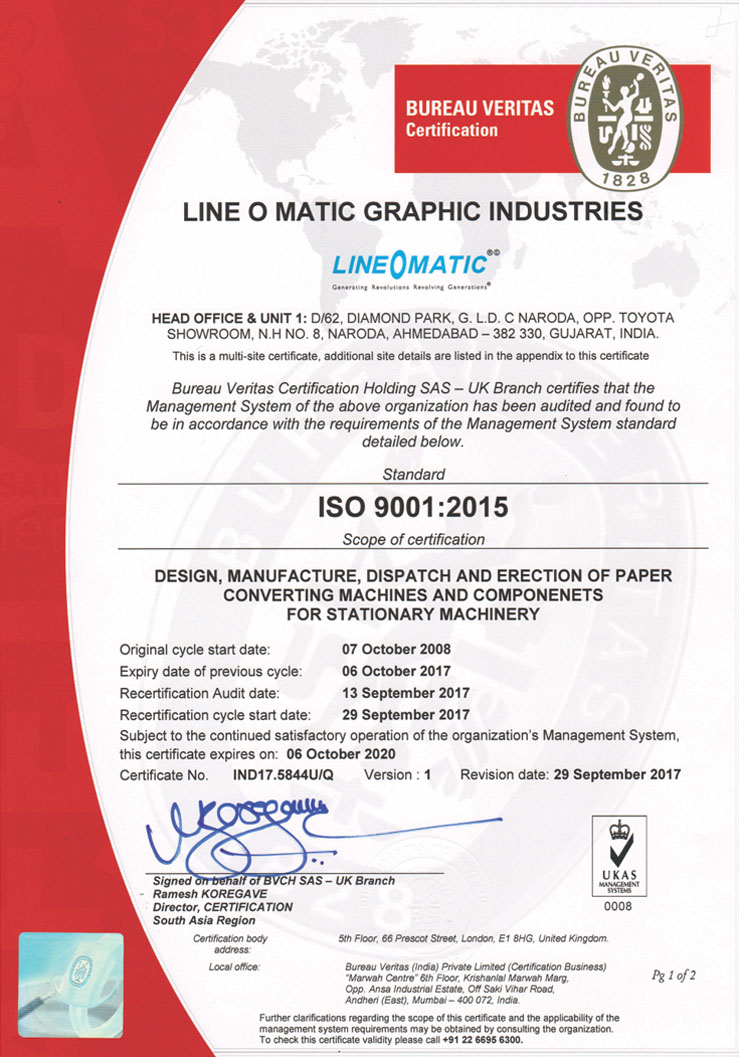 BUREAU VERITAS
Certification
BUREAU VERITAS
1828
LINE O MATIC GRAPHIC INDUSTRIES
LINEOMATIC®©
Generating Revolutions Revolving Generations®
HEAD OFFICE & UNIT 1: D/62, DIAMOND PARK, G. I.D. C NARODA, OPP. TOYOTA
SHOWROOM, N.H NO. 8, NARODA, AHMEDABAD – 382 330, GUJARAT, INDIA.
This is a multi-site certificate, additional site details are listed in the appendix to this certificate
Bureau Veritas Certification Holding SAS – UK Branch certifies that the
Management System of the above organization has been audited and found to
be in accordance with the requirements of the Management System standard
detailed below.
Standard
ISO 9001:2015
Scope of certification
DESIGN, MANUFACTURE, DISPATCH AND ERECTION OF PAPER
CONVERTING MACHINES AND COMPONENETS
FOR STATIONARY MACHINERY
Original cycle start date: 07 October 2008
Expiry date of previous cycle: 06 October 2017
Recertification Audit date: 13 September 2017
Recertification cycle start date: 29 September 2017
Subject to the continued satisfactory operation of the organization's Management System,
this certificate expires on: 06 October 2020
Certificate No. IND17.5844U/Q Version : 1 Revision date: 29 September 2017
Signed on behalf of BVCH SAS – UK Branch
Ramesh KOREGAVE
Director, CERTIFICATION
South Asia Region
UKAS
MANAGEMENT
SYSTEMS
0008
Certification body address: 5th Floor, 66 Prescot Street, London, E1 8HG, United Kingdom.
Local office: Bureau Veritas (India) Private Limited (Certification Business)
"Marwah Centre" 6th Floor, Krishanlal Marwah Marg,
Opp. Ansa Industrial Estate, Off Saki Vihar Road,
Andheri (East), Mumbai – 400 072, India.
Pg 1 of 2
Further clarifications regarding the scope of this certificate and the applicability of the
management system requirements may be obtained by consulting the organization.
To check this certificate validity please call +91 22 6695 6300.